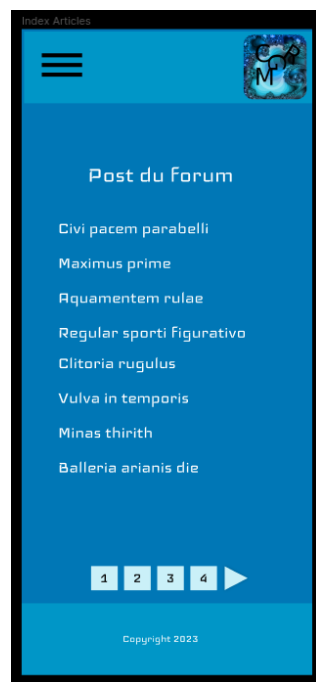 Index Articles
Post du forum
Civi pacem parabelli
Maximus prime
Aquamentem rulae
Regular sporti figurativo
Clitoria rugulus
Vulva in temporis
Minas thirith
Balleria arianis die
1 2 3 4
Copyright 2023